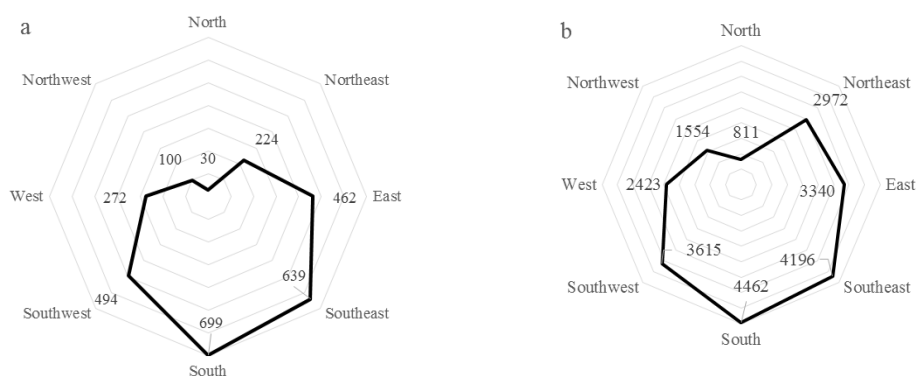 a
North
Northeast
East
Southeast
South
Southwest
West
Northwest
30
224
462
639
699
494
272
100
b
North
Northeast
East
Southeast
South
Southwest
West
Northwest
811
2972
3340
4196
4462
3615
2423
1554